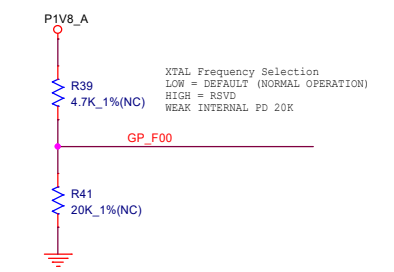 P1V8_A
R39
4.7K_1%(NC)
XTAL Frequency Selection
LOW = DEFAULT (NORMAL OPERATION)
HIGH = RSVD
WEAK INTERNAL PD 20K
GP_F00
R41
20K_1%(NC)